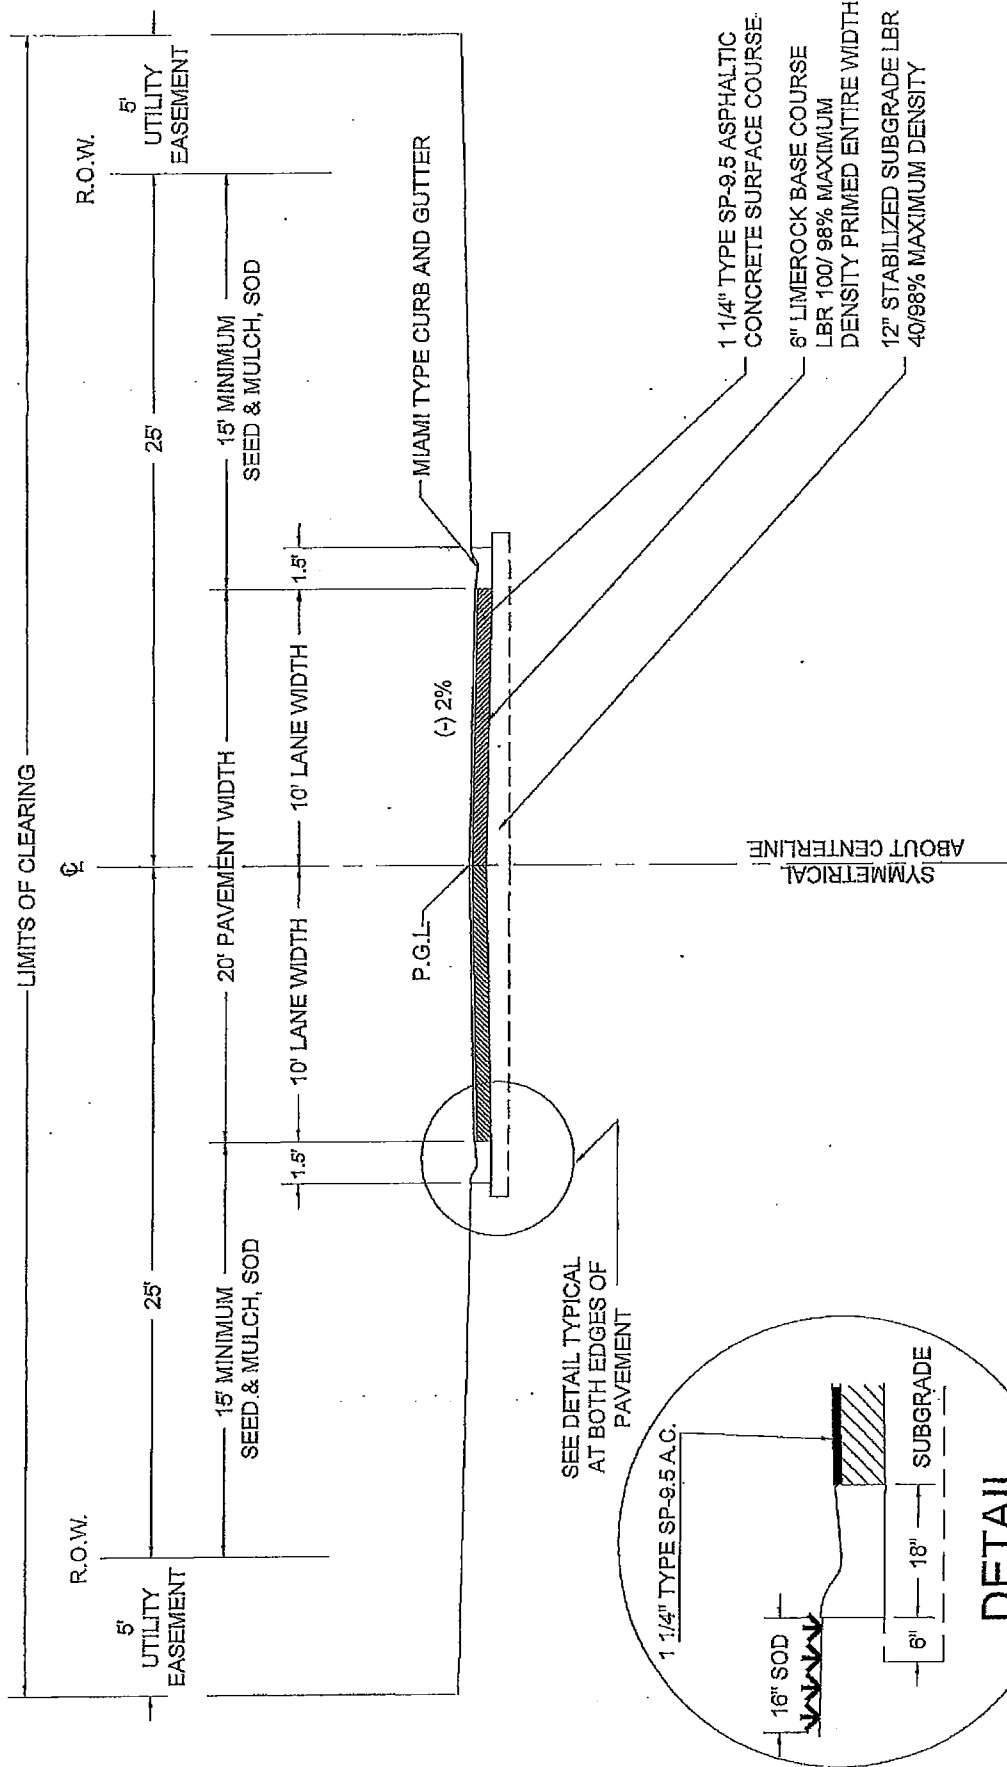 LIMITS OF CLEARING
℄
R.O.W.
R.O.W.
5'
UTILITY
EASEMENT
25'
25'
5'
UTILITY
EASEMENT
15' MINIMUM
SEED & MULCH, SOD
20' PAVEMENT WIDTH
15' MINIMUM
SEED & MULCH, SOD
1.5'
10' LANE WIDTH
10' LANE WIDTH
1.5'
P.G.L.
(-) 2%
MIAMI TYPE CURB AND GUTTER
SEE DETAIL TYPICAL
AT BOTH EDGES OF
PAVEMENT
SYMMETRICAL
ABOUT CENTERLINE
1 1/4" TYPE SP-9.5 ASPHALTIC
CONCRETE SURFACE COURSE
6" LIMEROCK BASE COURSE
LBR 100/ 98% MAXIMUM
DENSITY PRIMED ENTIRE WIDTH
12" STABILIZED SUBGRADE LBR
40/98% MAXIMUM DENSITY
1 1/4" TYPE SP-9.5 A.C.
16" SOD
6"
18"
SUBGRADE
DETAIL